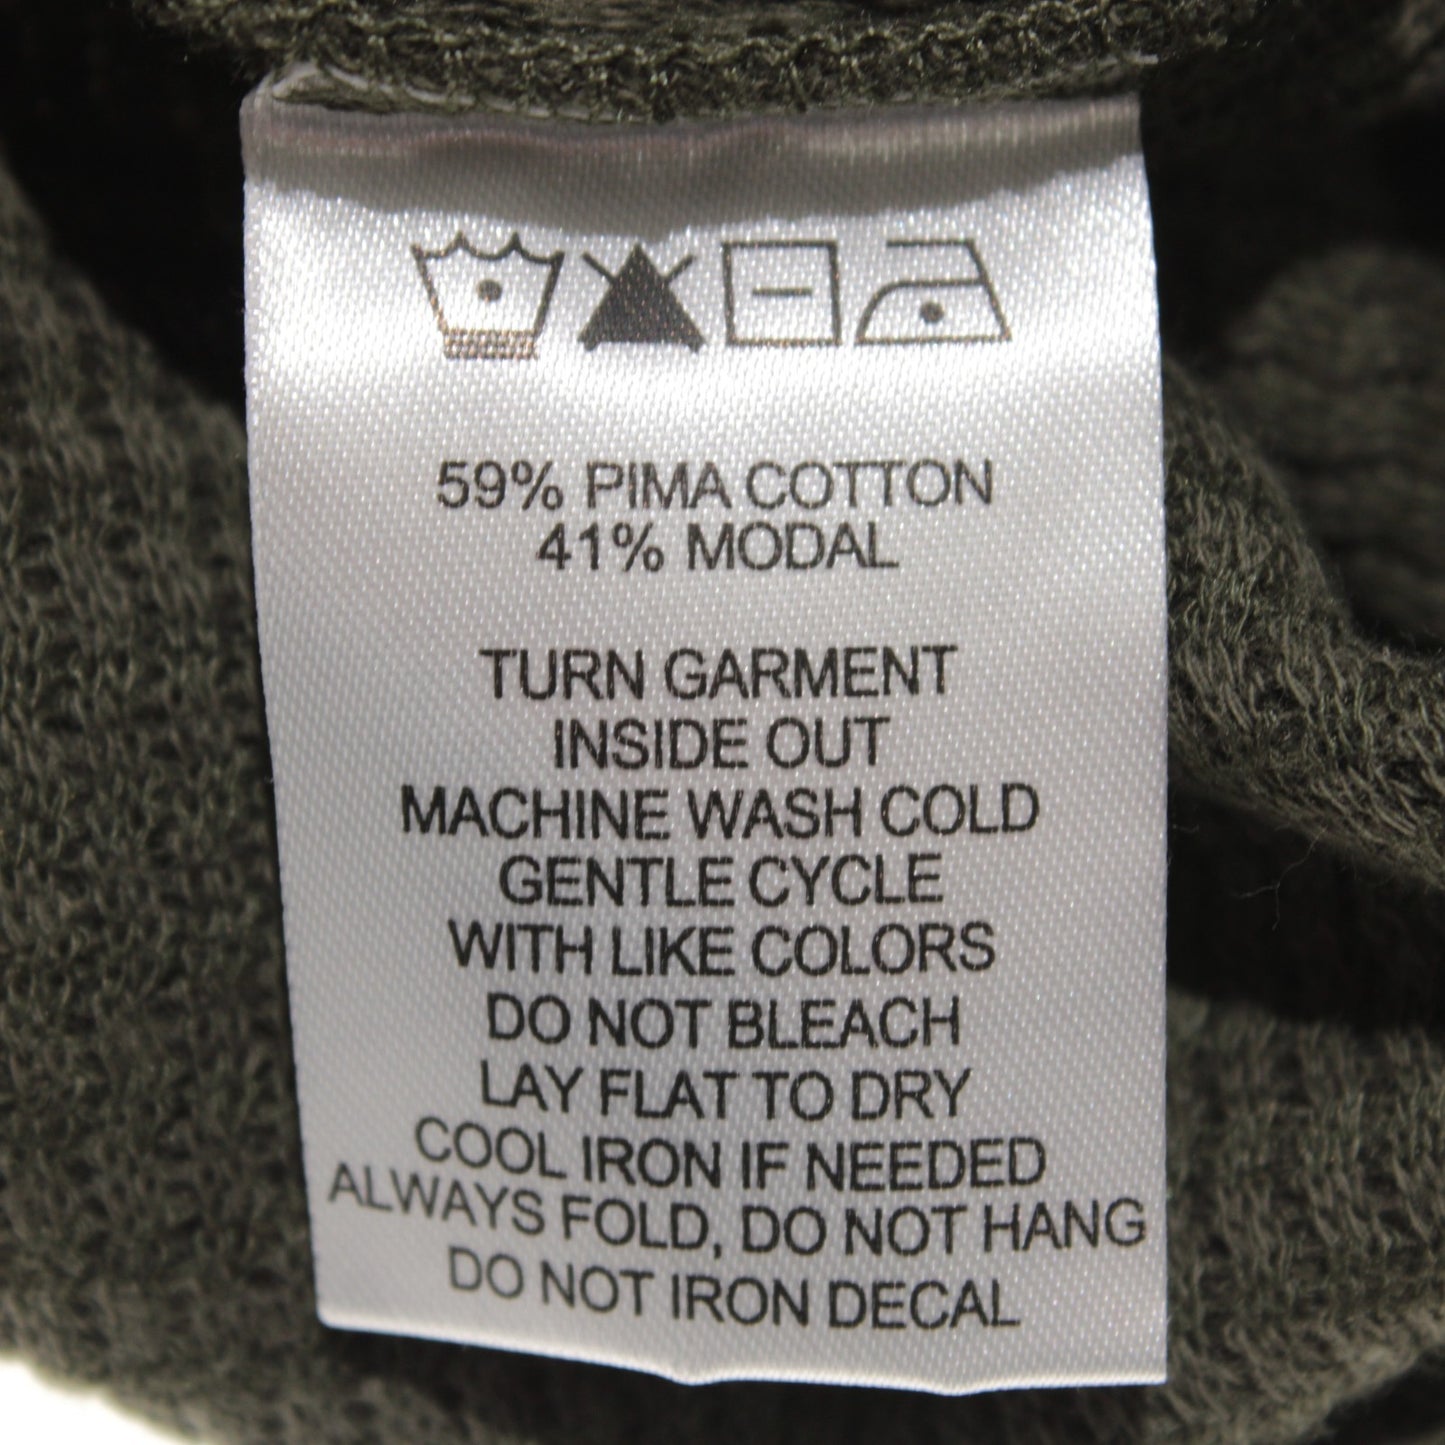 59% PIMA COTTON
41% MODAL
TURN GARMENT
INSIDE OUT
MACHINE WASH COLD
GENTLE CYCLE
WITH LIKE COLORS
DO NOT BLEACH
LAY FLAT TO DRY
COOL IRON IF NEEDED
ALWAYS FOLD, DO NOT HANG
DO NOT IRON DECAL